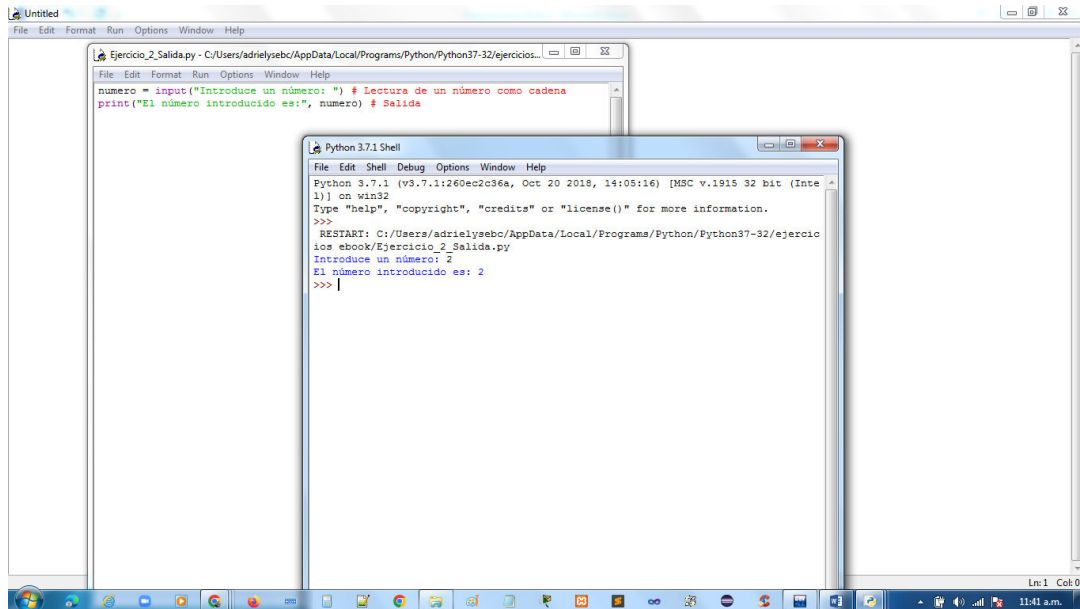 Untitled
File Edit Format Run Options Window Help
Ejercicio_2_Salida.py - C:/Users/adrielysebc/AppData/Local/Programs/Python/Python37-32/ejercicios...
File Edit Format Run Options Window Help
numero = input("Introduce un número: ") # Lectura de un número como cadena
print("El número introducido es:", numero) # Salida
Python 3.7.1 Shell
File Edit Shell Debug Options Window Help
Python 3.7.1 (v3.7.1:260ec2c36a, Oct 20 2018, 14:05:16) [MSC v.1915 32 bit (Inte
l)] on win32
Type "help", "copyright", "credits" or "license()" for more information.
>>>
RESTART: C:/Users/adrielysebc/AppData/Local/Programs/Python/Python37-32/ejercic
ios ebook/Ejercicio_2_Salida.py
Introduce un número: 2
El número introducido es: 2
>>>
Ln: 1 Col: 0
11:41 a.m.